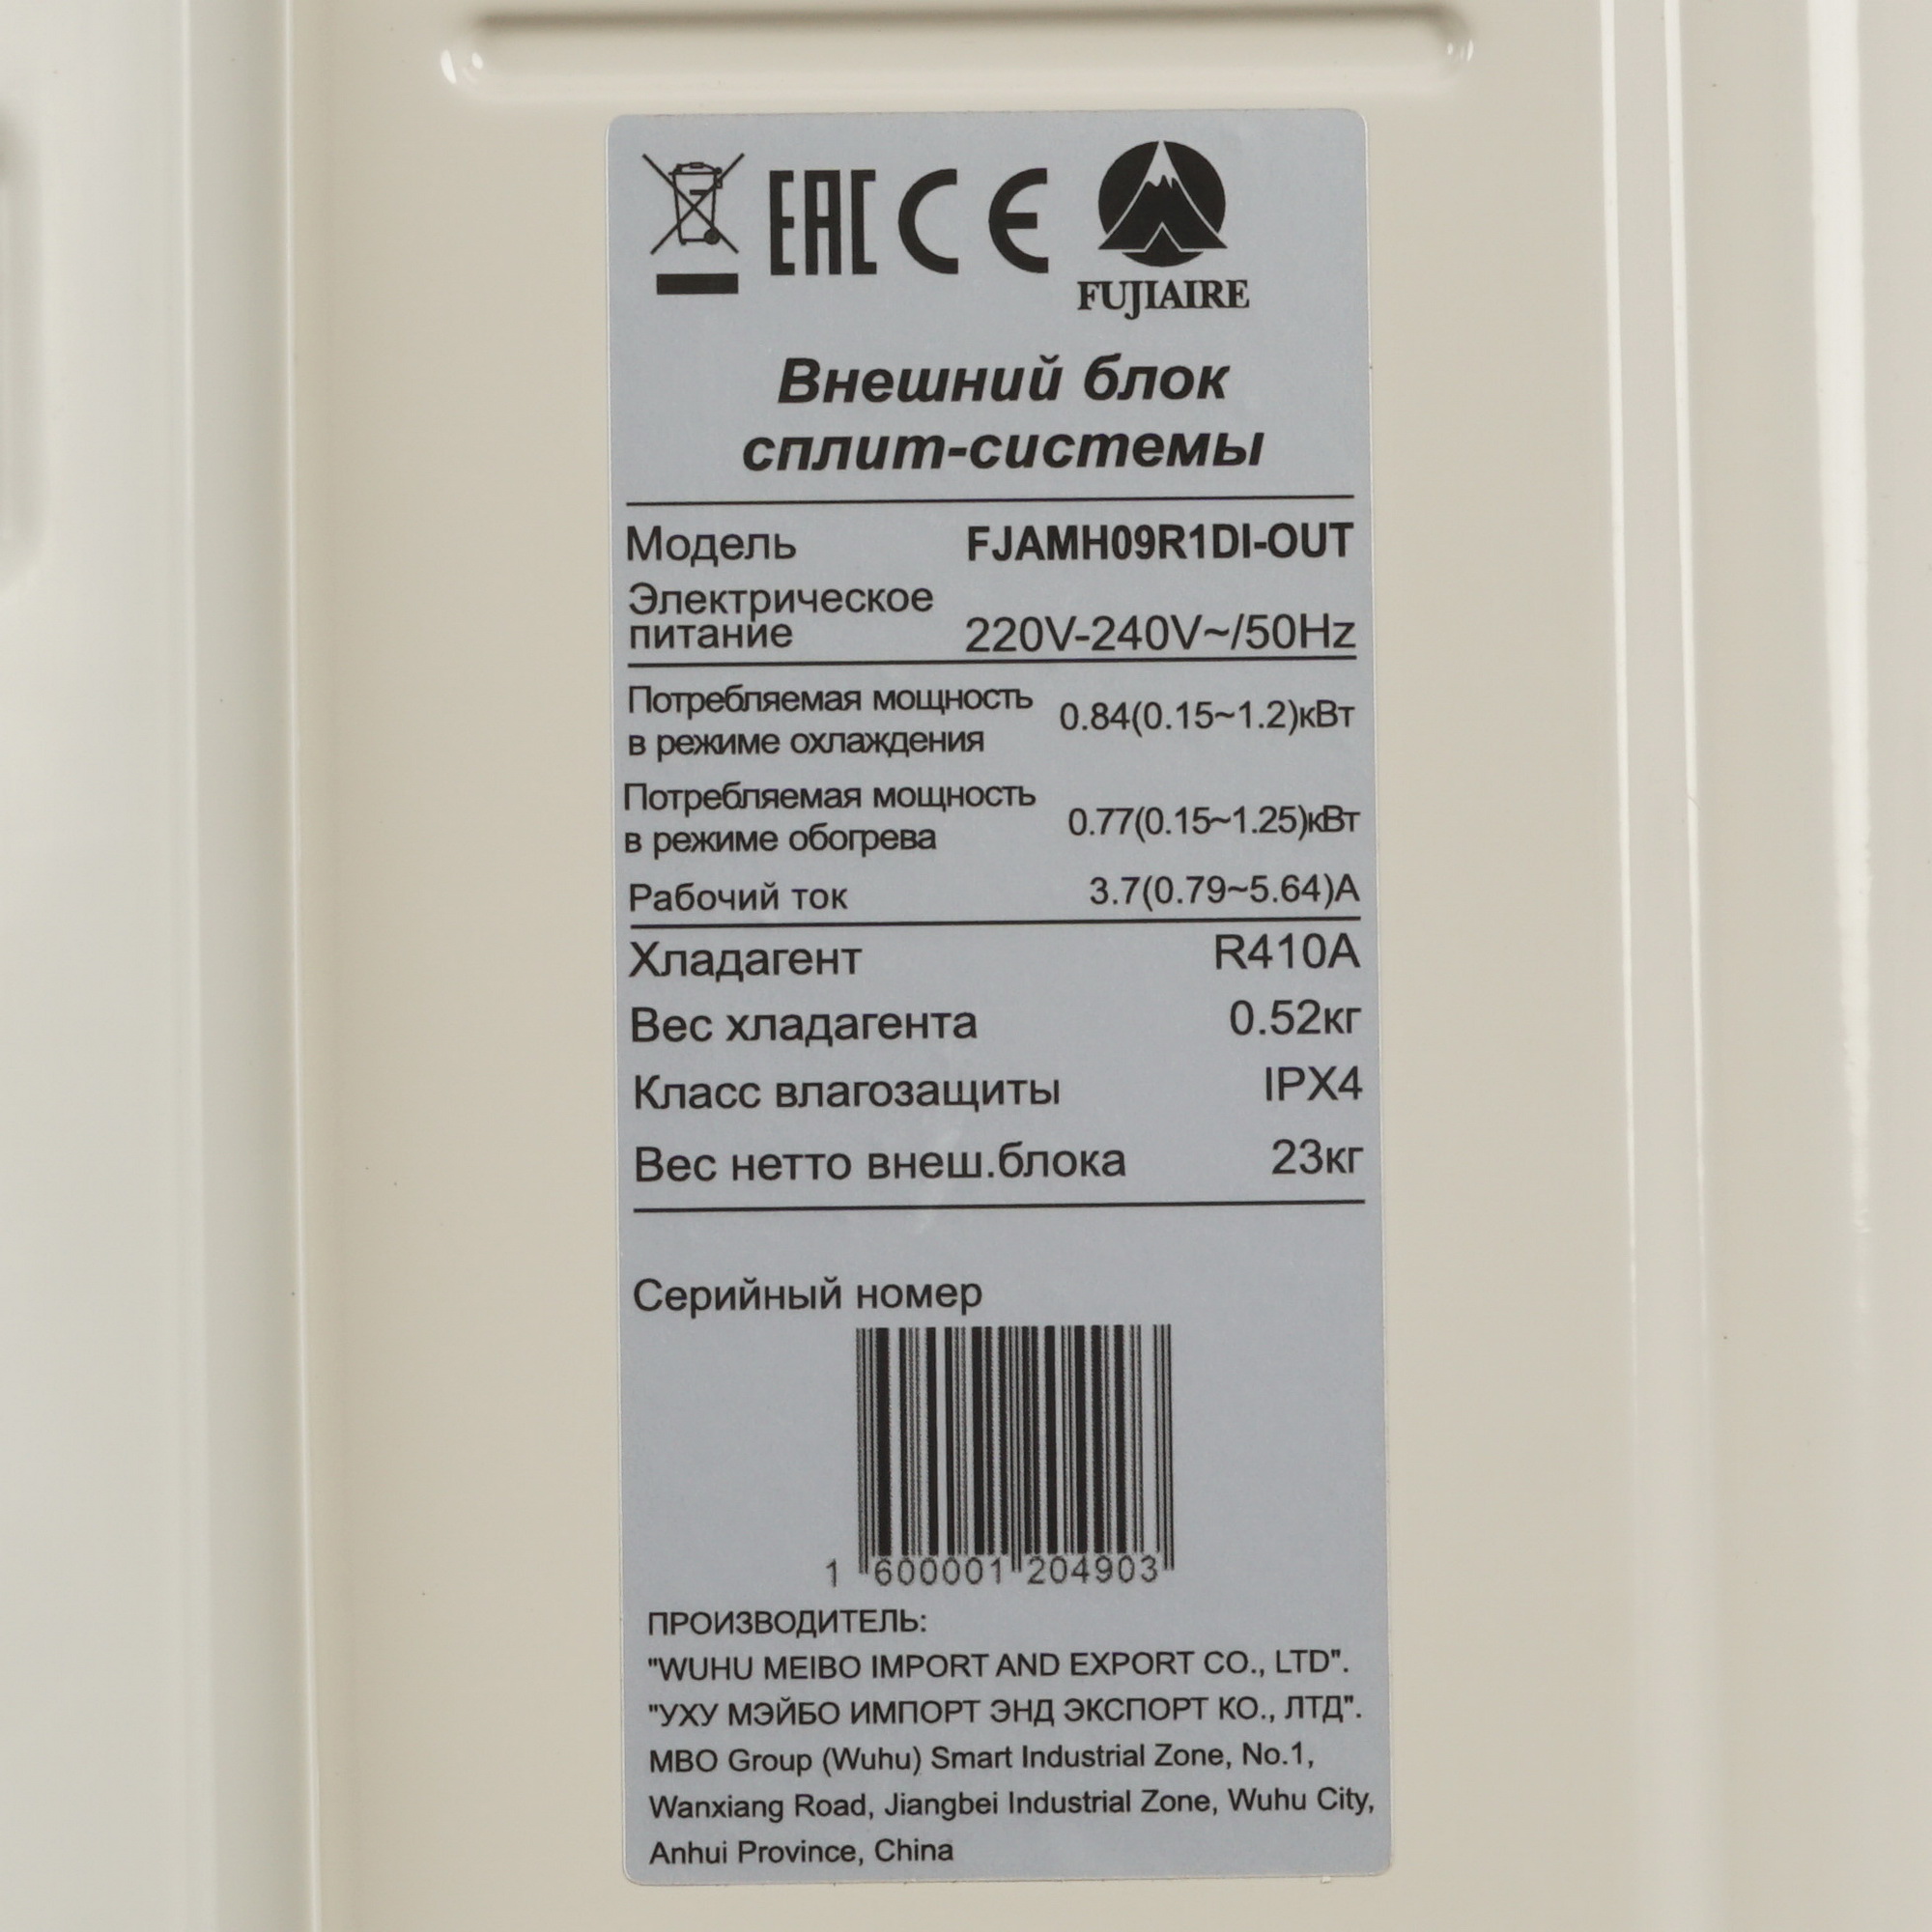 EAC CE
FUJIAIRE
Внешний блок
сплит-системы
Модель FJAMH09R1DI-OUT
Электрическое
питание 220V-240V~/50Hz
Потребляемая мощность
в режиме охлаждения 0.84(0.15~1.2)кВт
Потребляемая мощность
в режиме обогрева 0.77(0.15~1.25)кВт
Рабочий ток 3.7(0.79~5.64)А
Хладагент R410A
Вес хладагента 0.52кг
Класс влагозащиты IPX4
Вес нетто внеш.блока 23кг
Серийный номер
1 600001 204903
ПРОИЗВОДИТЕЛЬ:
"WUHU MEIBO IMPORT AND EXPORT CO., LTD".
"УХУ МЭЙБО ИМПОРТ ЭНД ЭКСПОРТ КО., ЛТД".
MBO Group (Wuhu) Smart Industrial Zone, No.1,
Wanxiang Road, Jiangbei Industrial Zone, Wuhu City,
Anhui Province, China